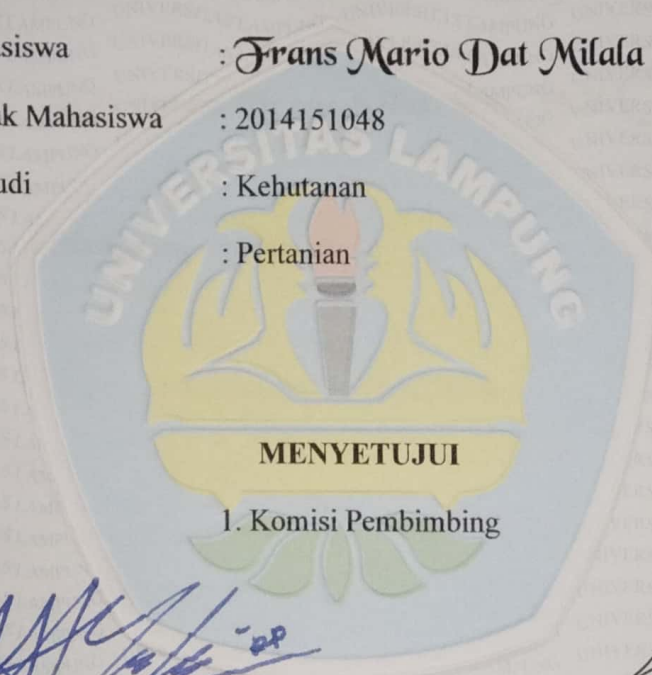 siswa : Frans Mario Dat Milala
k Mahasiswa : 2014151048
udi : Kehutanan
: Pertanian
UNIVERSITAS LAMPUNG
MENYETUJUI
1. Komisi Pembimbing